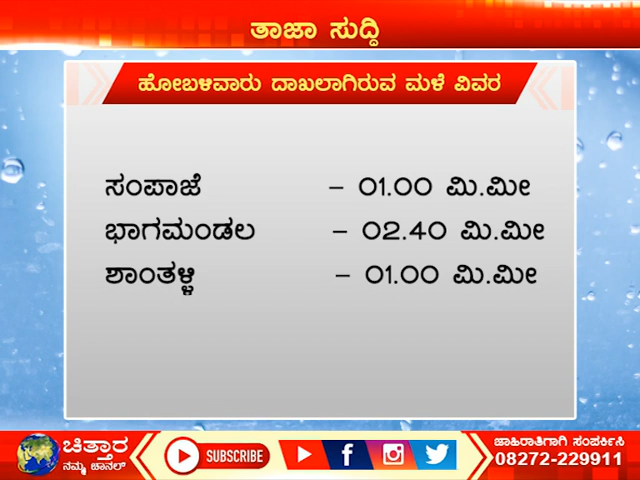 ತಾಜಾ ಸುದ್ದಿ
ಹೋಬಳಿವಾರು ದಾಖಲಾಗಿರುವ ಮಳೆ ವಿವರ
ಸಂಪಾಜೆ – 01.00 ಮಿ.ಮೀ
ಭಾಗಮಂಡಲ – 02.40 ಮಿ.ಮೀ
ಶಾಂತಳ್ಳಿ – 01.00 ಮಿ.ಮೀ
ಚಿತ್ತಾರ
ನಮ್ಮ ಚಾನಲ್
SUBSCRIBE
ಜಾಹಿರಾತಿಗಾಗಿ ಸಂಪರ್ಕಿಸಿ
08272-229911